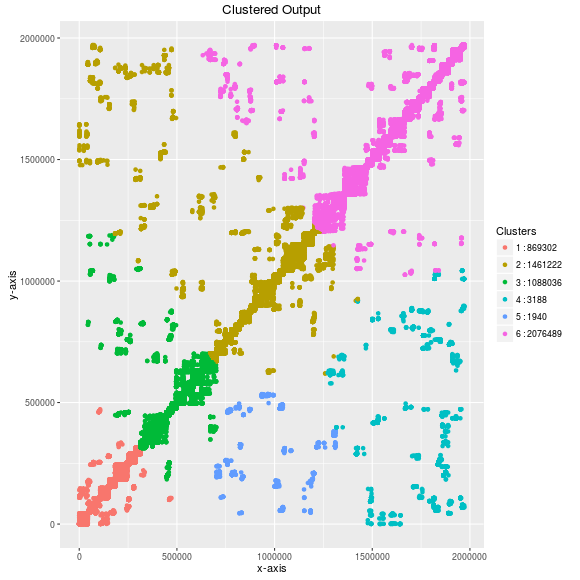 Clustered Output
2000000
1500000
1000000
500000
0
y-axis
0 500000 1000000 1500000 2000000
x-axis
Clusters
1 :869302
2 :1461222
3 :1088036
4 :3188
5 :1940
6 :2076489